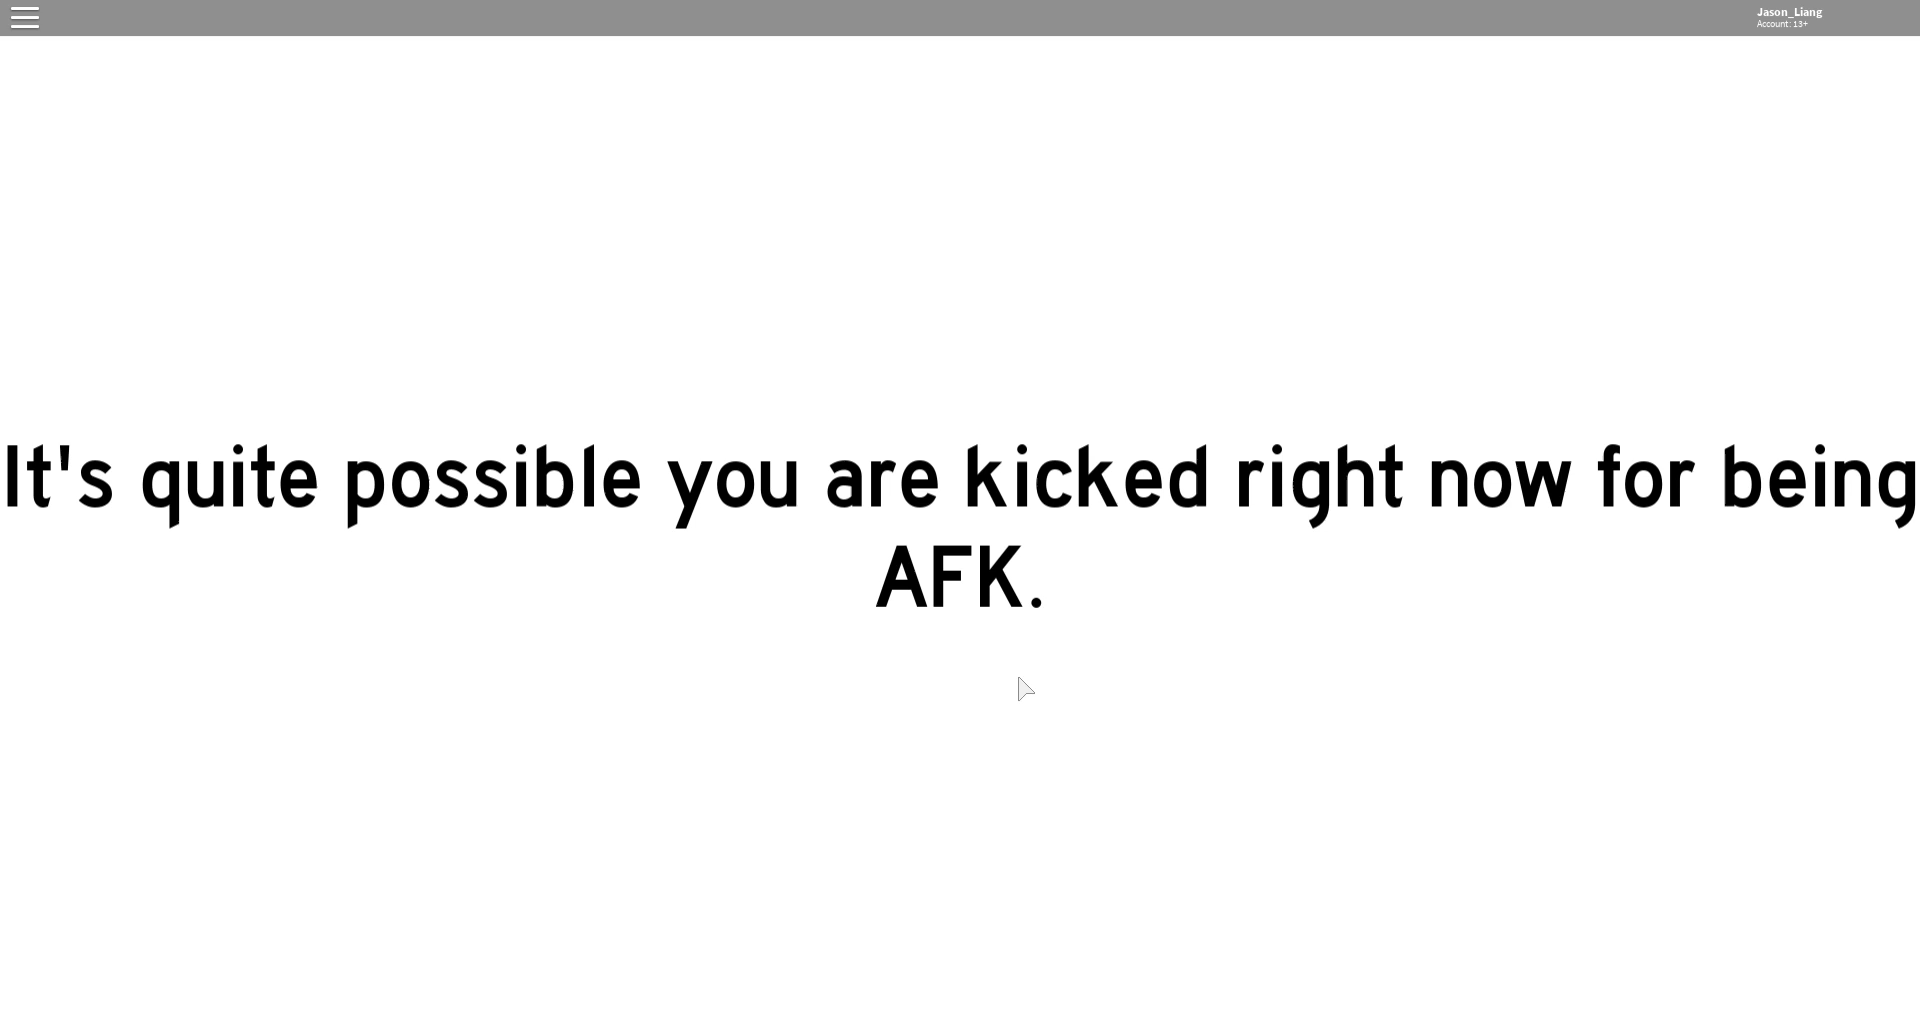 Jason_Liang
Account: 13+
It's quite possible you are kicked right now for being
AFK.